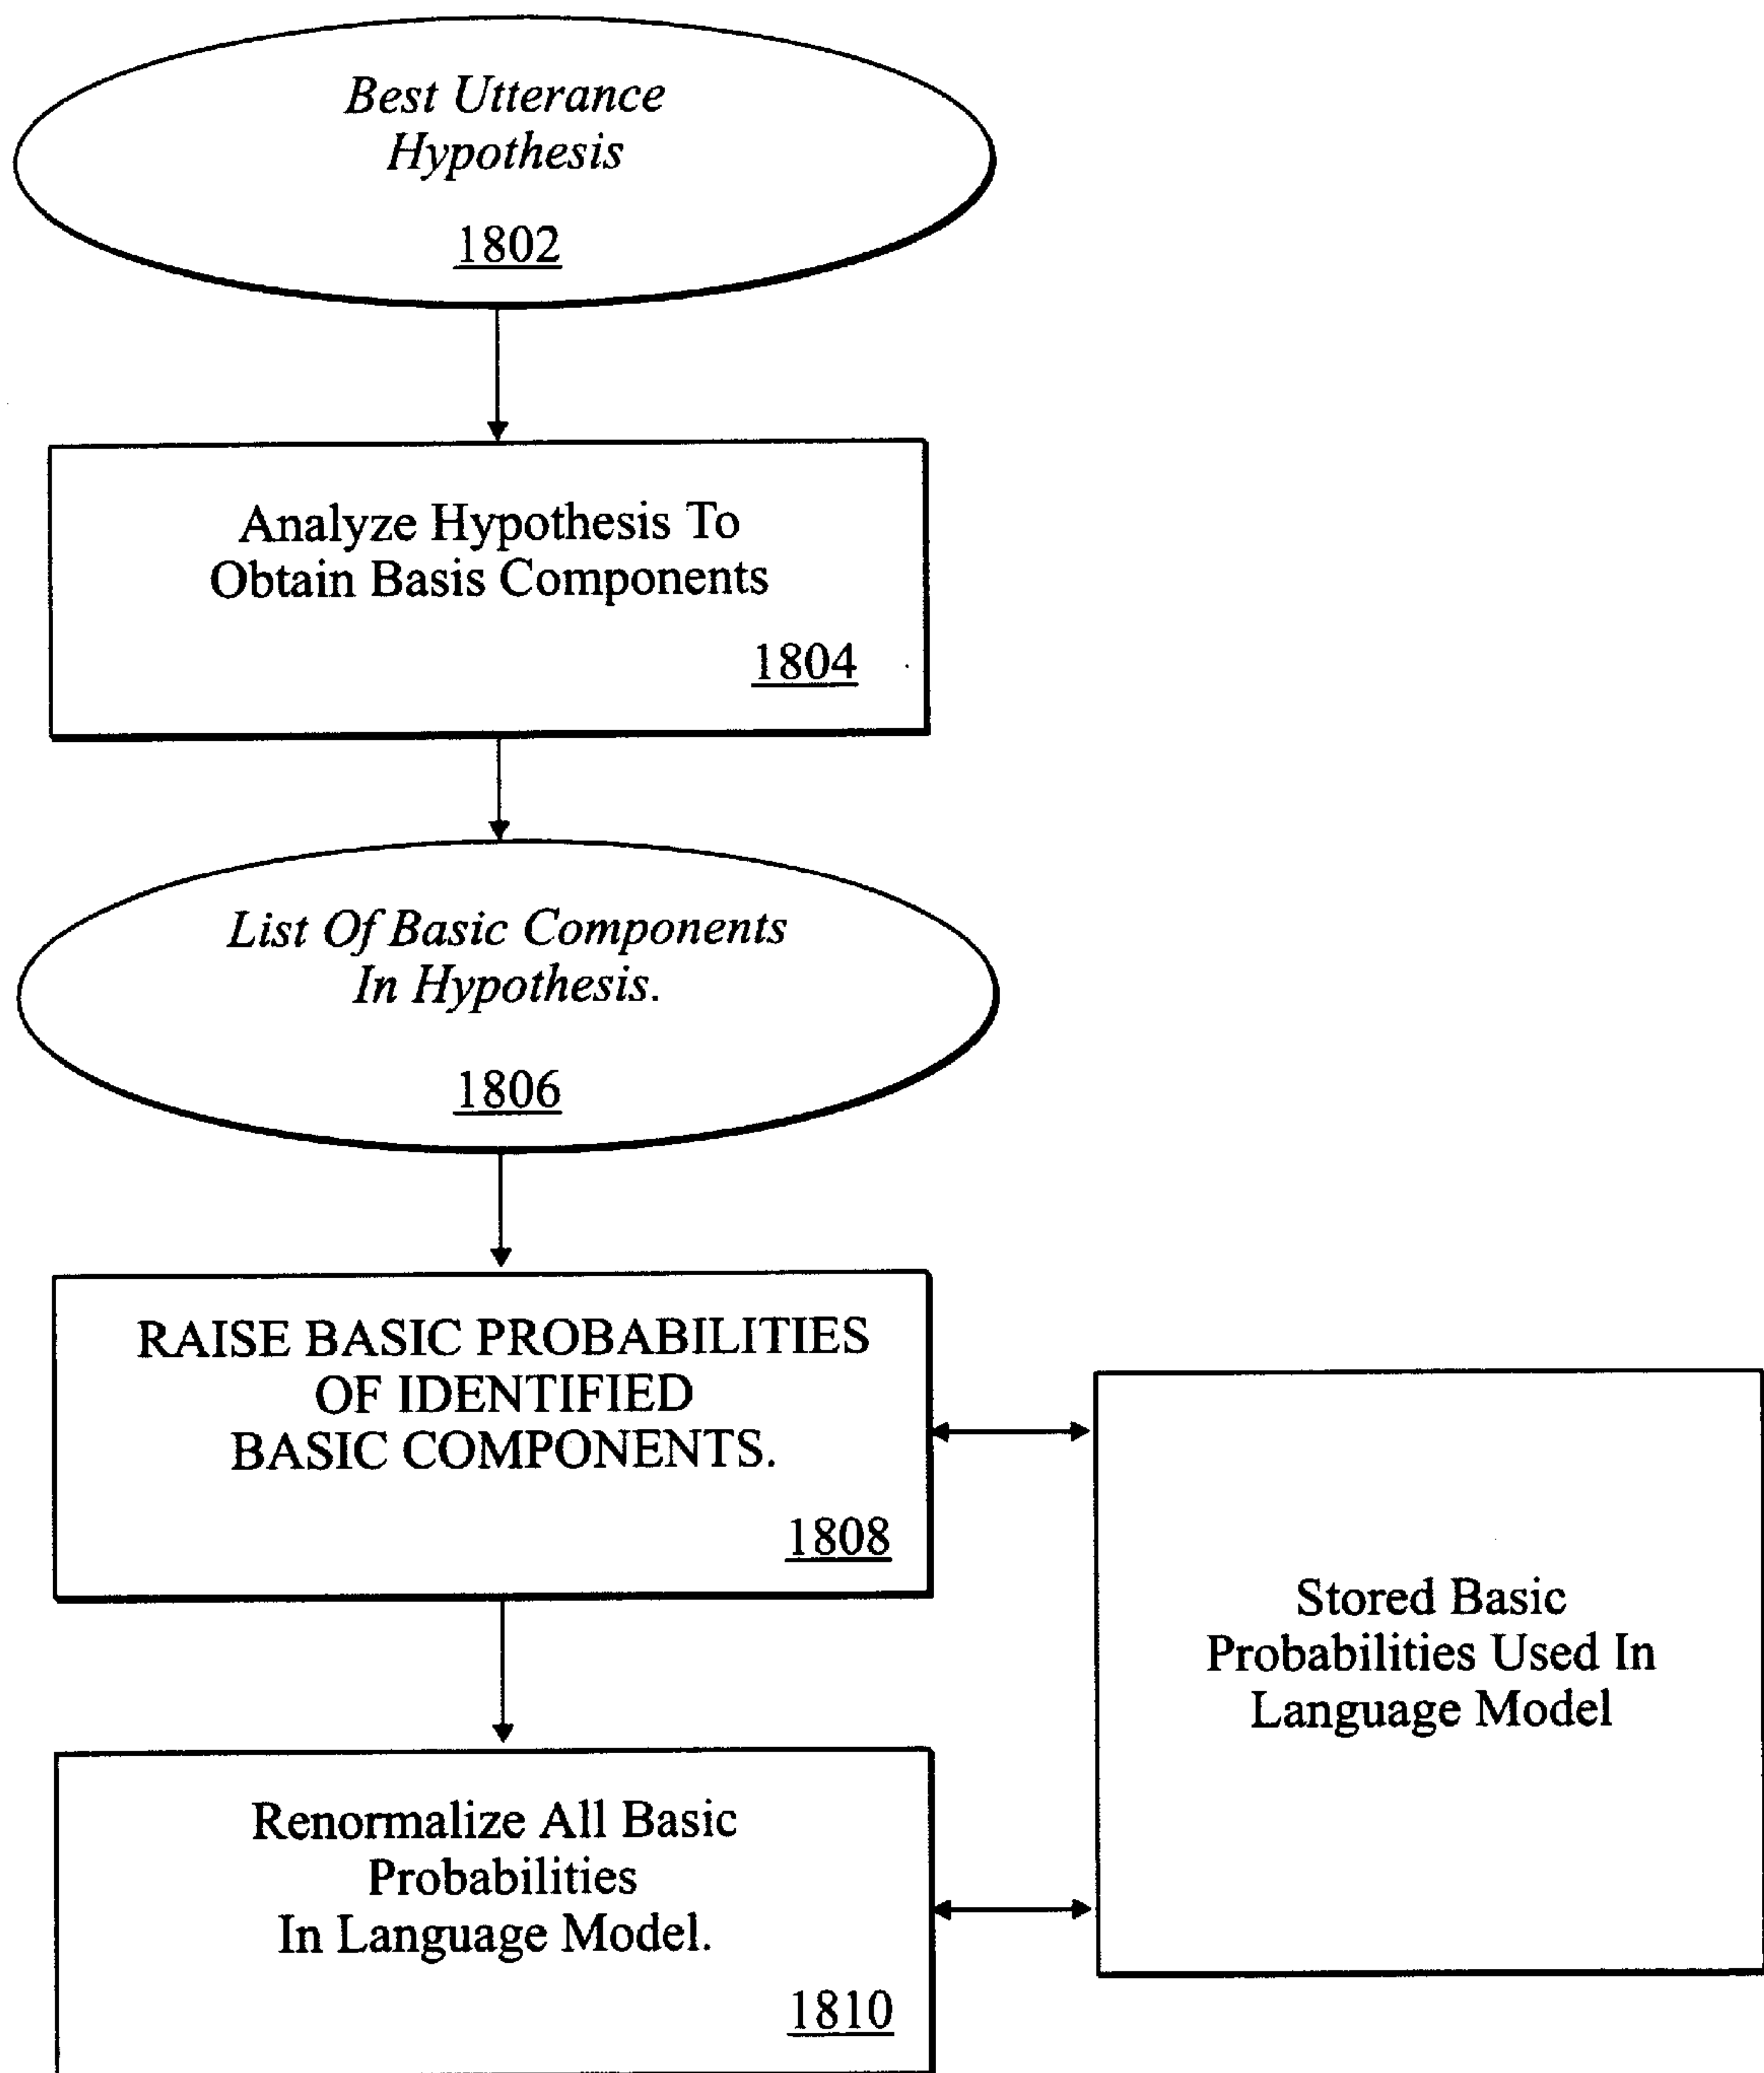 Best Utterance
Hypothesis
1802
Analyze Hypothesis To
Obtain Basis Components
1804
List Of Basic Components
In Hypothesis.
1806
RAISE BASIC PROBABILITIES
OF IDENTIFIED
BASIC COMPONENTS.
1808
Stored Basic
Probabilities Used In
Language Model
Renormalize All Basic
Probabilities
In Language Model.
1810